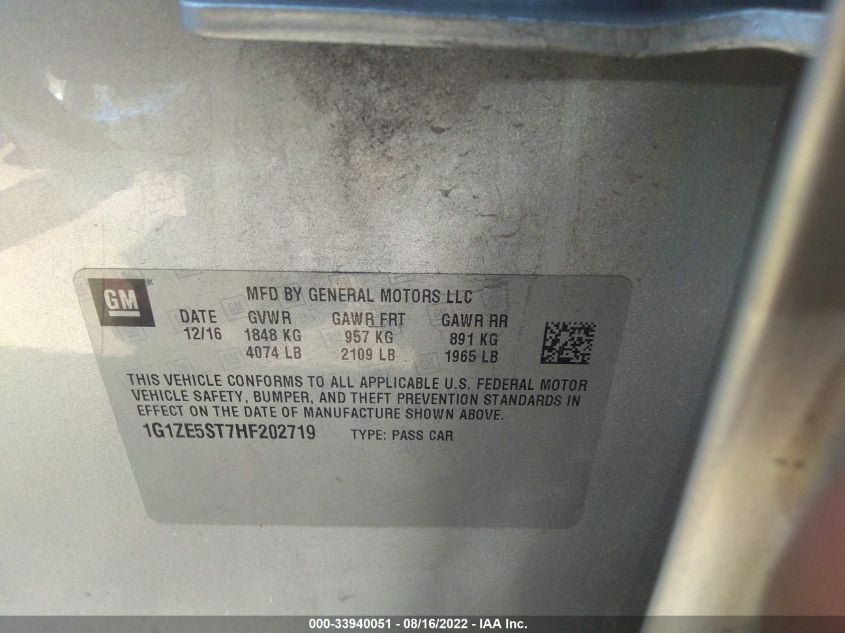 GM
MFD BY GENERAL MOTORS LLC
DATE GVWR GAWR FRT GAWR RR
12/16 1848 KG 957 KG 891 KG
4074 LB 2109 LB 1965 LB
THIS VEHICLE CONFORMS TO ALL APPLICABLE U.S. FEDERAL MOTOR
VEHICLE SAFETY, BUMPER, AND THEFT PREVENTION STANDARDS IN
EFFECT ON THE DATE OF MANUFACTURE SHOWN ABOVE.
1G1ZE5ST7HF202719 TYPE: PASS CAR
000-33940051 - 08/16/2022 - IAA Inc.